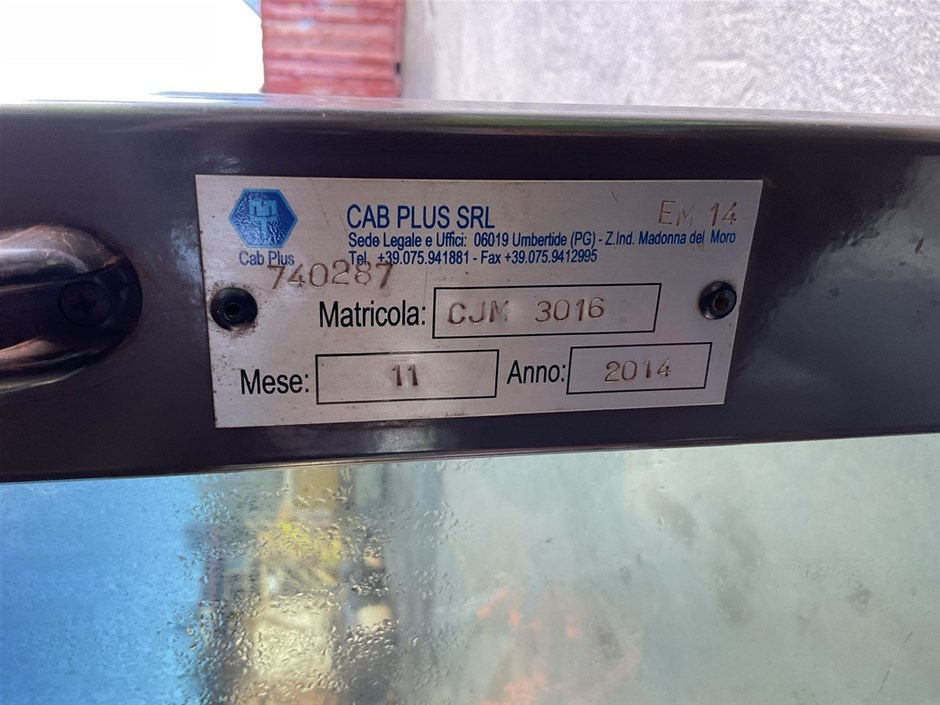 CAB PLUS SRL EM 14
Sede Legale e Uffici: 06019 Umbertide (PG) - Z.Ind. Madonna del Moro
Cab Plus Tel. +39.075.941881 - Fax +39.075.9412995
740287
Matricola: CJM 3016
Mese: 11 Anno: 2014